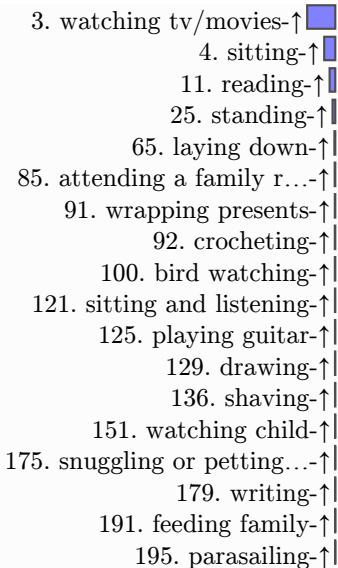 3. watching tv/movies-↑
4. sitting-↑
11. reading-↑
25. standing-↑
65. laying down-↑
85. attending a family r...-↑
91. wrapping presents-↑
92. crocheting-↑
100. bird watching-↑
121. sitting and listening-↑
125. playing guitar-↑
129. drawing-↑
136. shaving-↑
151. watching child-↑
175. snuggling or petting...-↑
179. writing-↑
191. feeding family-↑
195. parasailing-↑